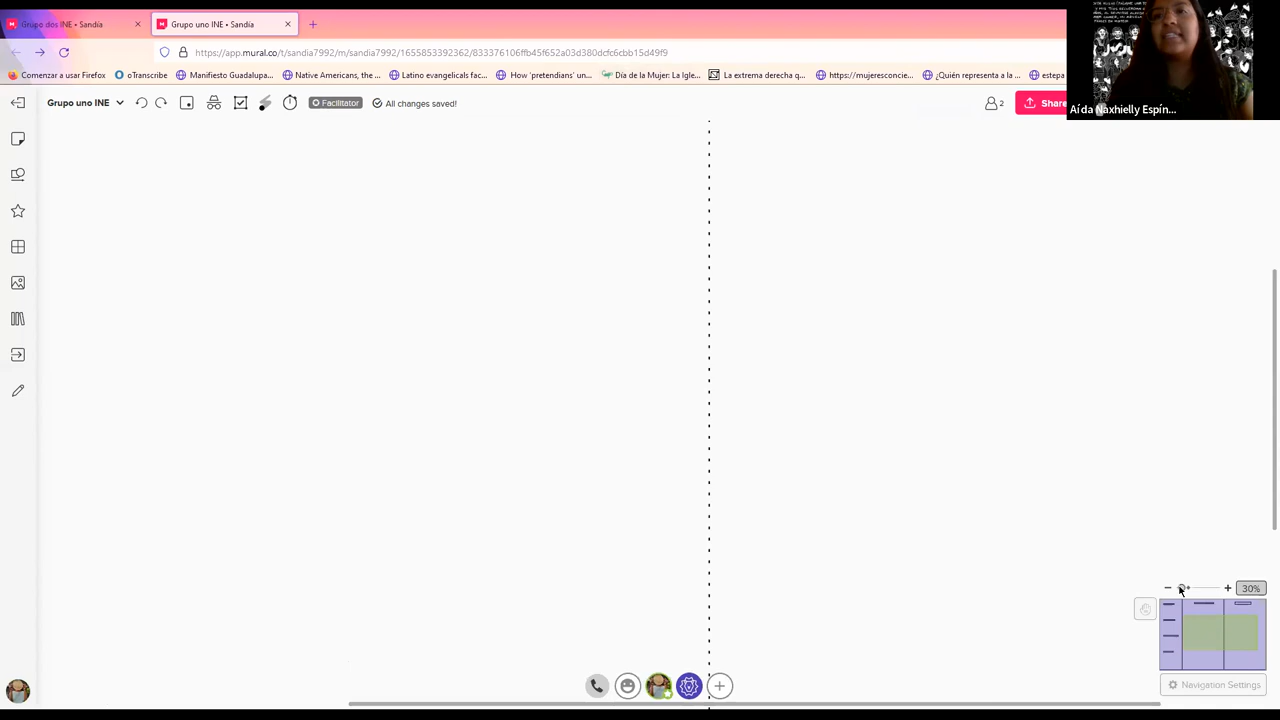 Grupo dos INE • Sandía
Grupo uno INE • Sandía
https://app.mural.co/t/sandia7992/m/sandia7992/1655853392362/833376106ffb45f652a03d380dcfc6cbb15d49f9
Comenzar a usar Firefox
oTranscribe
Manifiesto Guadalupa...
Native Americans, the ...
Latino evangelicals fac...
How 'pretendians' un...
Día de la Mujer: La Igle...
La extrema derecha q...
https://mujeresconcie...
¿Quién representa a la ...
estepa
Grupo uno INE
Facilitator
All changes saved!
2
Share
Aída Naxhielly Espín...
30%
Navigation Settings